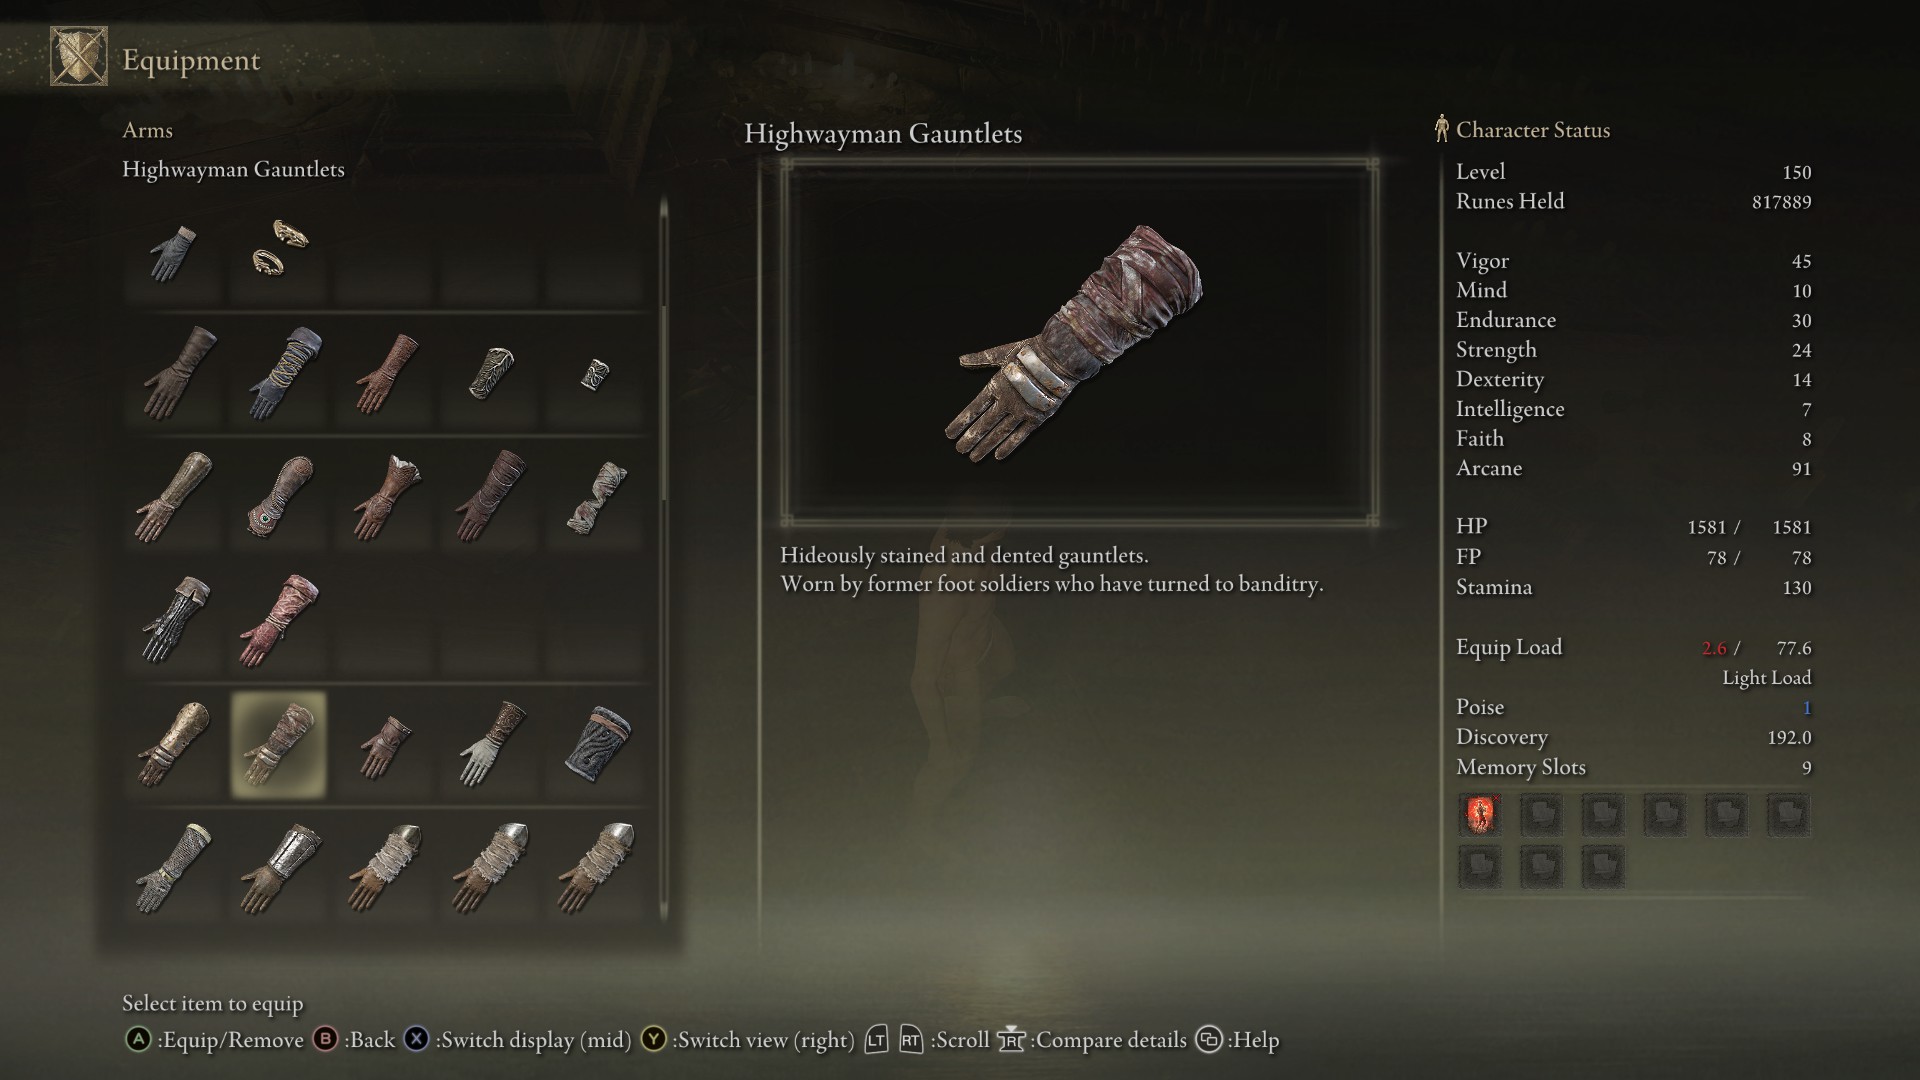 Equipment
Arms
Highwayman Gauntlets
Highwayman Gauntlets
Hideously stained and dented gauntlets.
Worn by former foot soldiers who have turned to banditry.
Character Status
Level 150
Runes Held 817889
Vigor 45
Mind 10
Endurance 30
Strength 24
Dexterity 14
Intelligence 7
Faith 8
Arcane 91
HP 1581 / 1581
FP 78 / 78
Stamina 130
Equip Load 2.6 / 77.6
Light Load
Poise 1
Discovery 192.0
Memory Slots 9
Select item to equip
A :Equip/Remove B :Back X :Switch display (mid) Y :Switch view (right) LT RT :Scroll R :Compare details :Help